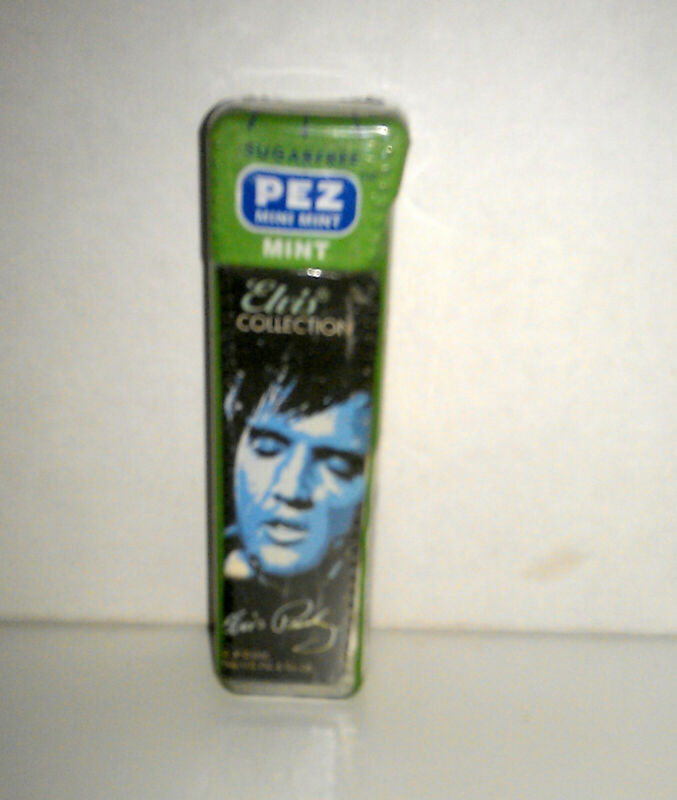 SUGARFREE
PEZ
MINI MINT
MINT
Elvis
COLLECTION
Elvis Presley